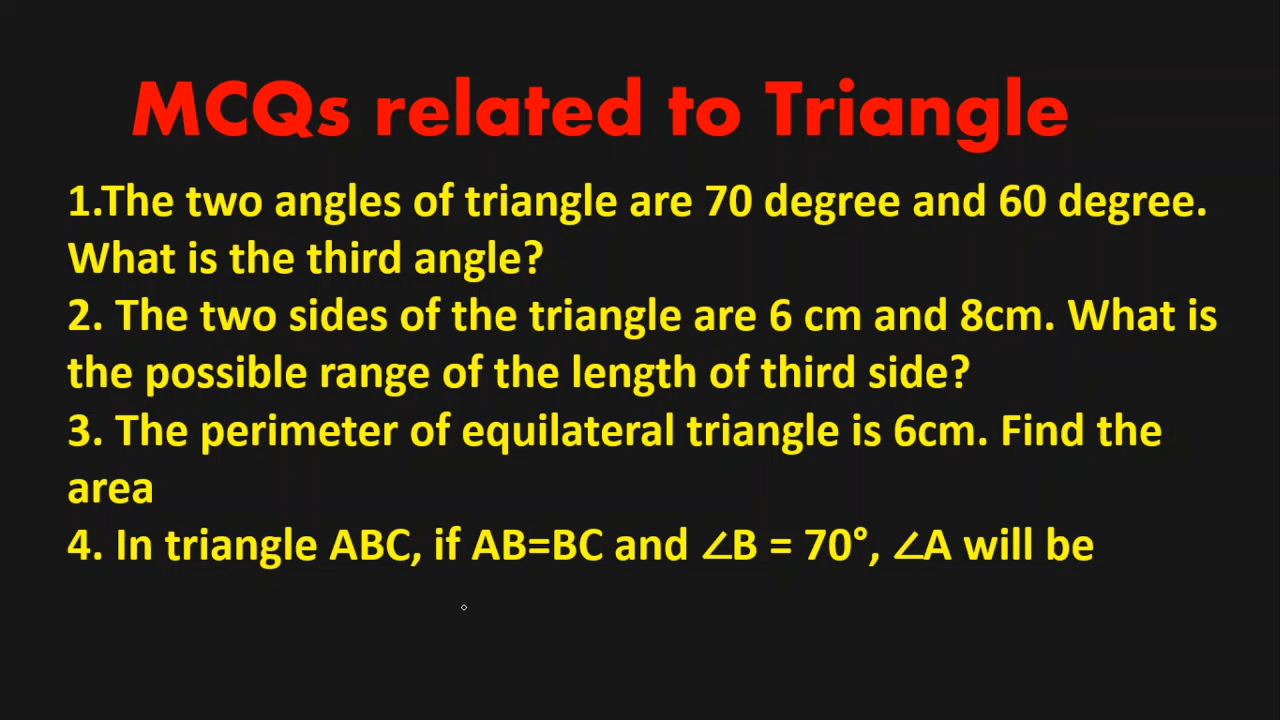 MCQs related to Triangle
1.The two angles of triangle are 70 degree and 60 degree.
What is the third angle?
2. The two sides of the triangle are 6 cm and 8cm. What is
the possible range of the length of third side?
3. The perimeter of equilateral triangle is 6cm. Find the
area
4. In triangle ABC, if AB=BC and ∠B = 70°, ∠A will be